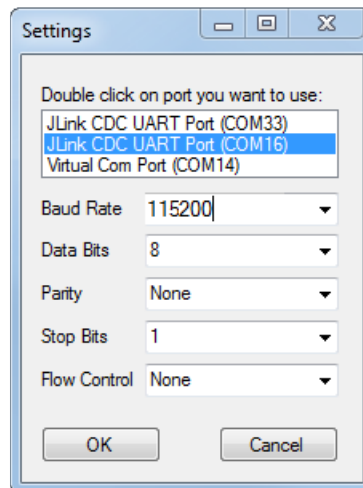 Settings
Double click on port you want to use:
JLink CDC UART Port (COM33)
JLink CDC UART Port (COM16)
Virtual Com Port (COM14)
Baud Rate 115200
Data Bits 8
Parity None
Stop Bits 1
Flow Control None
OK Cancel